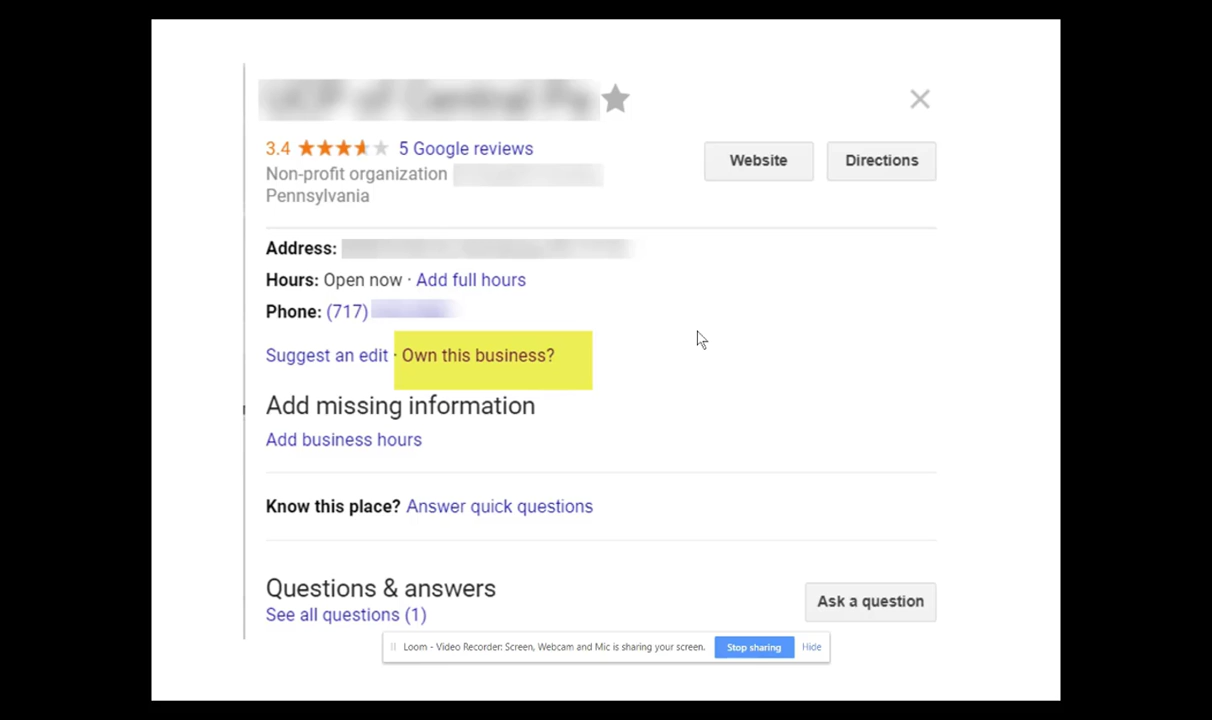 3.4 5 Google reviews
Website
Directions
Non-profit organization
Pennsylvania
Address:
Hours: Open now · Add full hours
Phone: (717)
Suggest an edit · Own this business?
Add missing information
Add business hours
Know this place? Answer quick questions
Questions & answers
See all questions (1)
Ask a question
Loom - Video Recorder: Screen, Webcam and Mic is sharing your screen. Stop sharing Hide